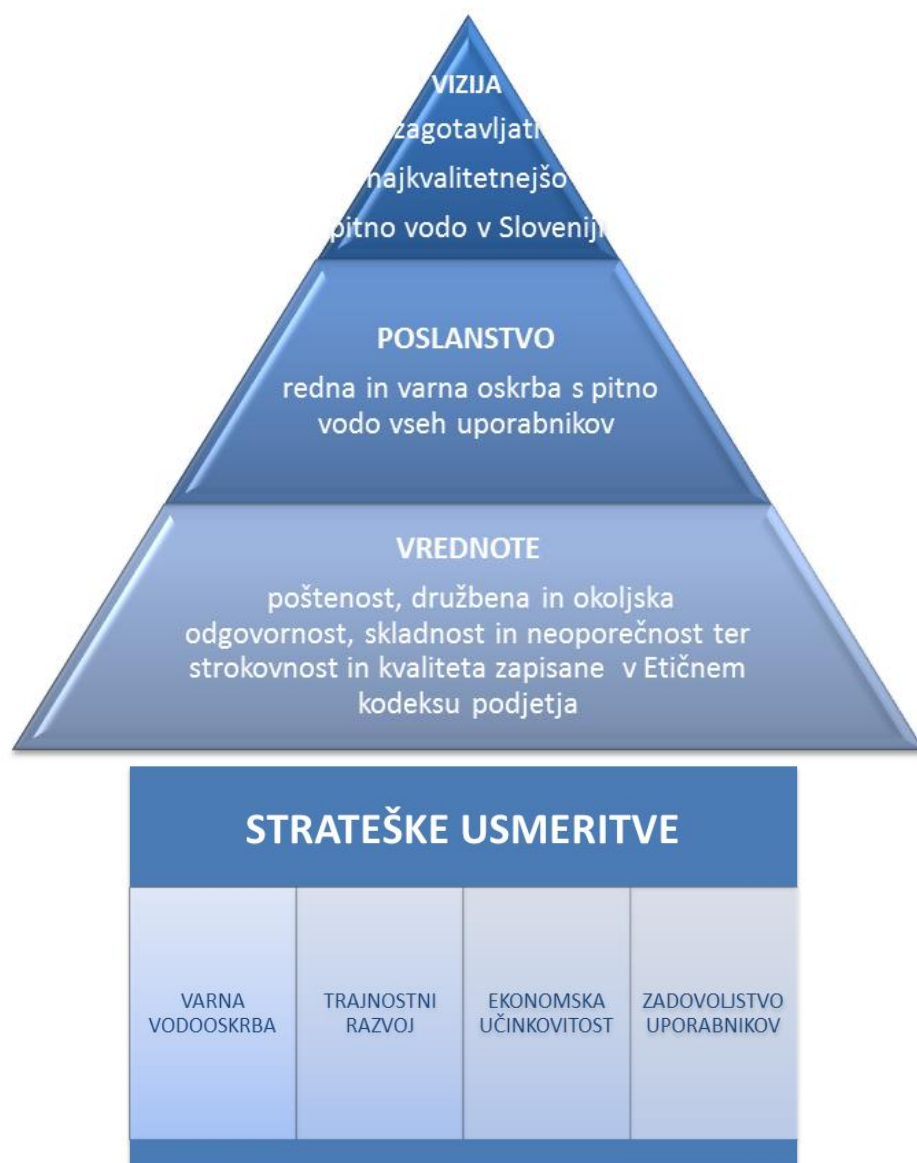 VIZIJA
zagotavljati
najkvalitetnejšo
pitno vodo v Sloveniji
POSLANSTVO
redna in varna oskrba s pitno
vodo vseh uporabnikov
VREDNOTE
poštenost, družbena in okoljska
odgovornost, skladnost in neoporečnost ter
strokovnost in kvaliteta zapisane v Etičnem
kodeksu podjetja
STRATEŠKE USMERITVE
VARNA
VODOOSKRBA
TRAJNOSTNI
RAZVOJ
EKONOMSKA
UČINKOVITOST
ZADOVOLJSTVO
UPORABNIKOV